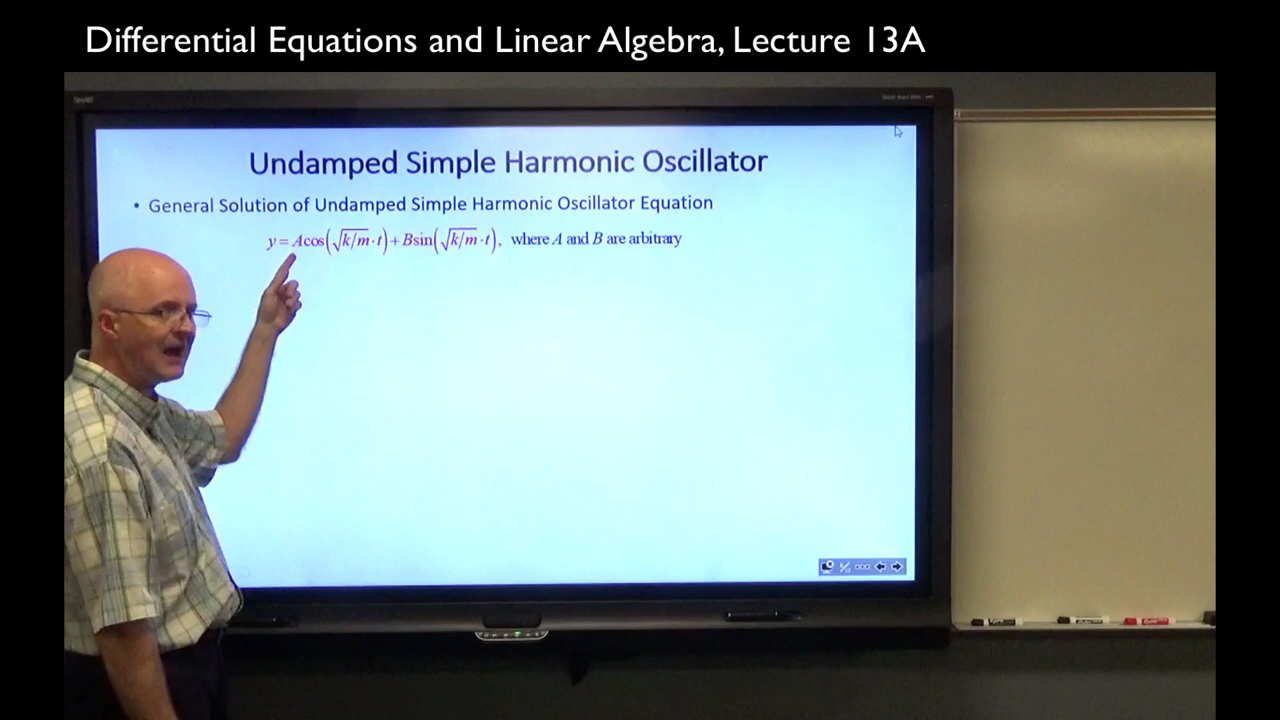 Differential Equations and Linear Algebra, Lecture 13A
Undamped Simple Harmonic Oscillator
• General Solution of Undamped Simple Harmonic Oscillator Equation
y = A cos(√k/m · t) + B sin(√k/m · t), where A and B are arbitrary